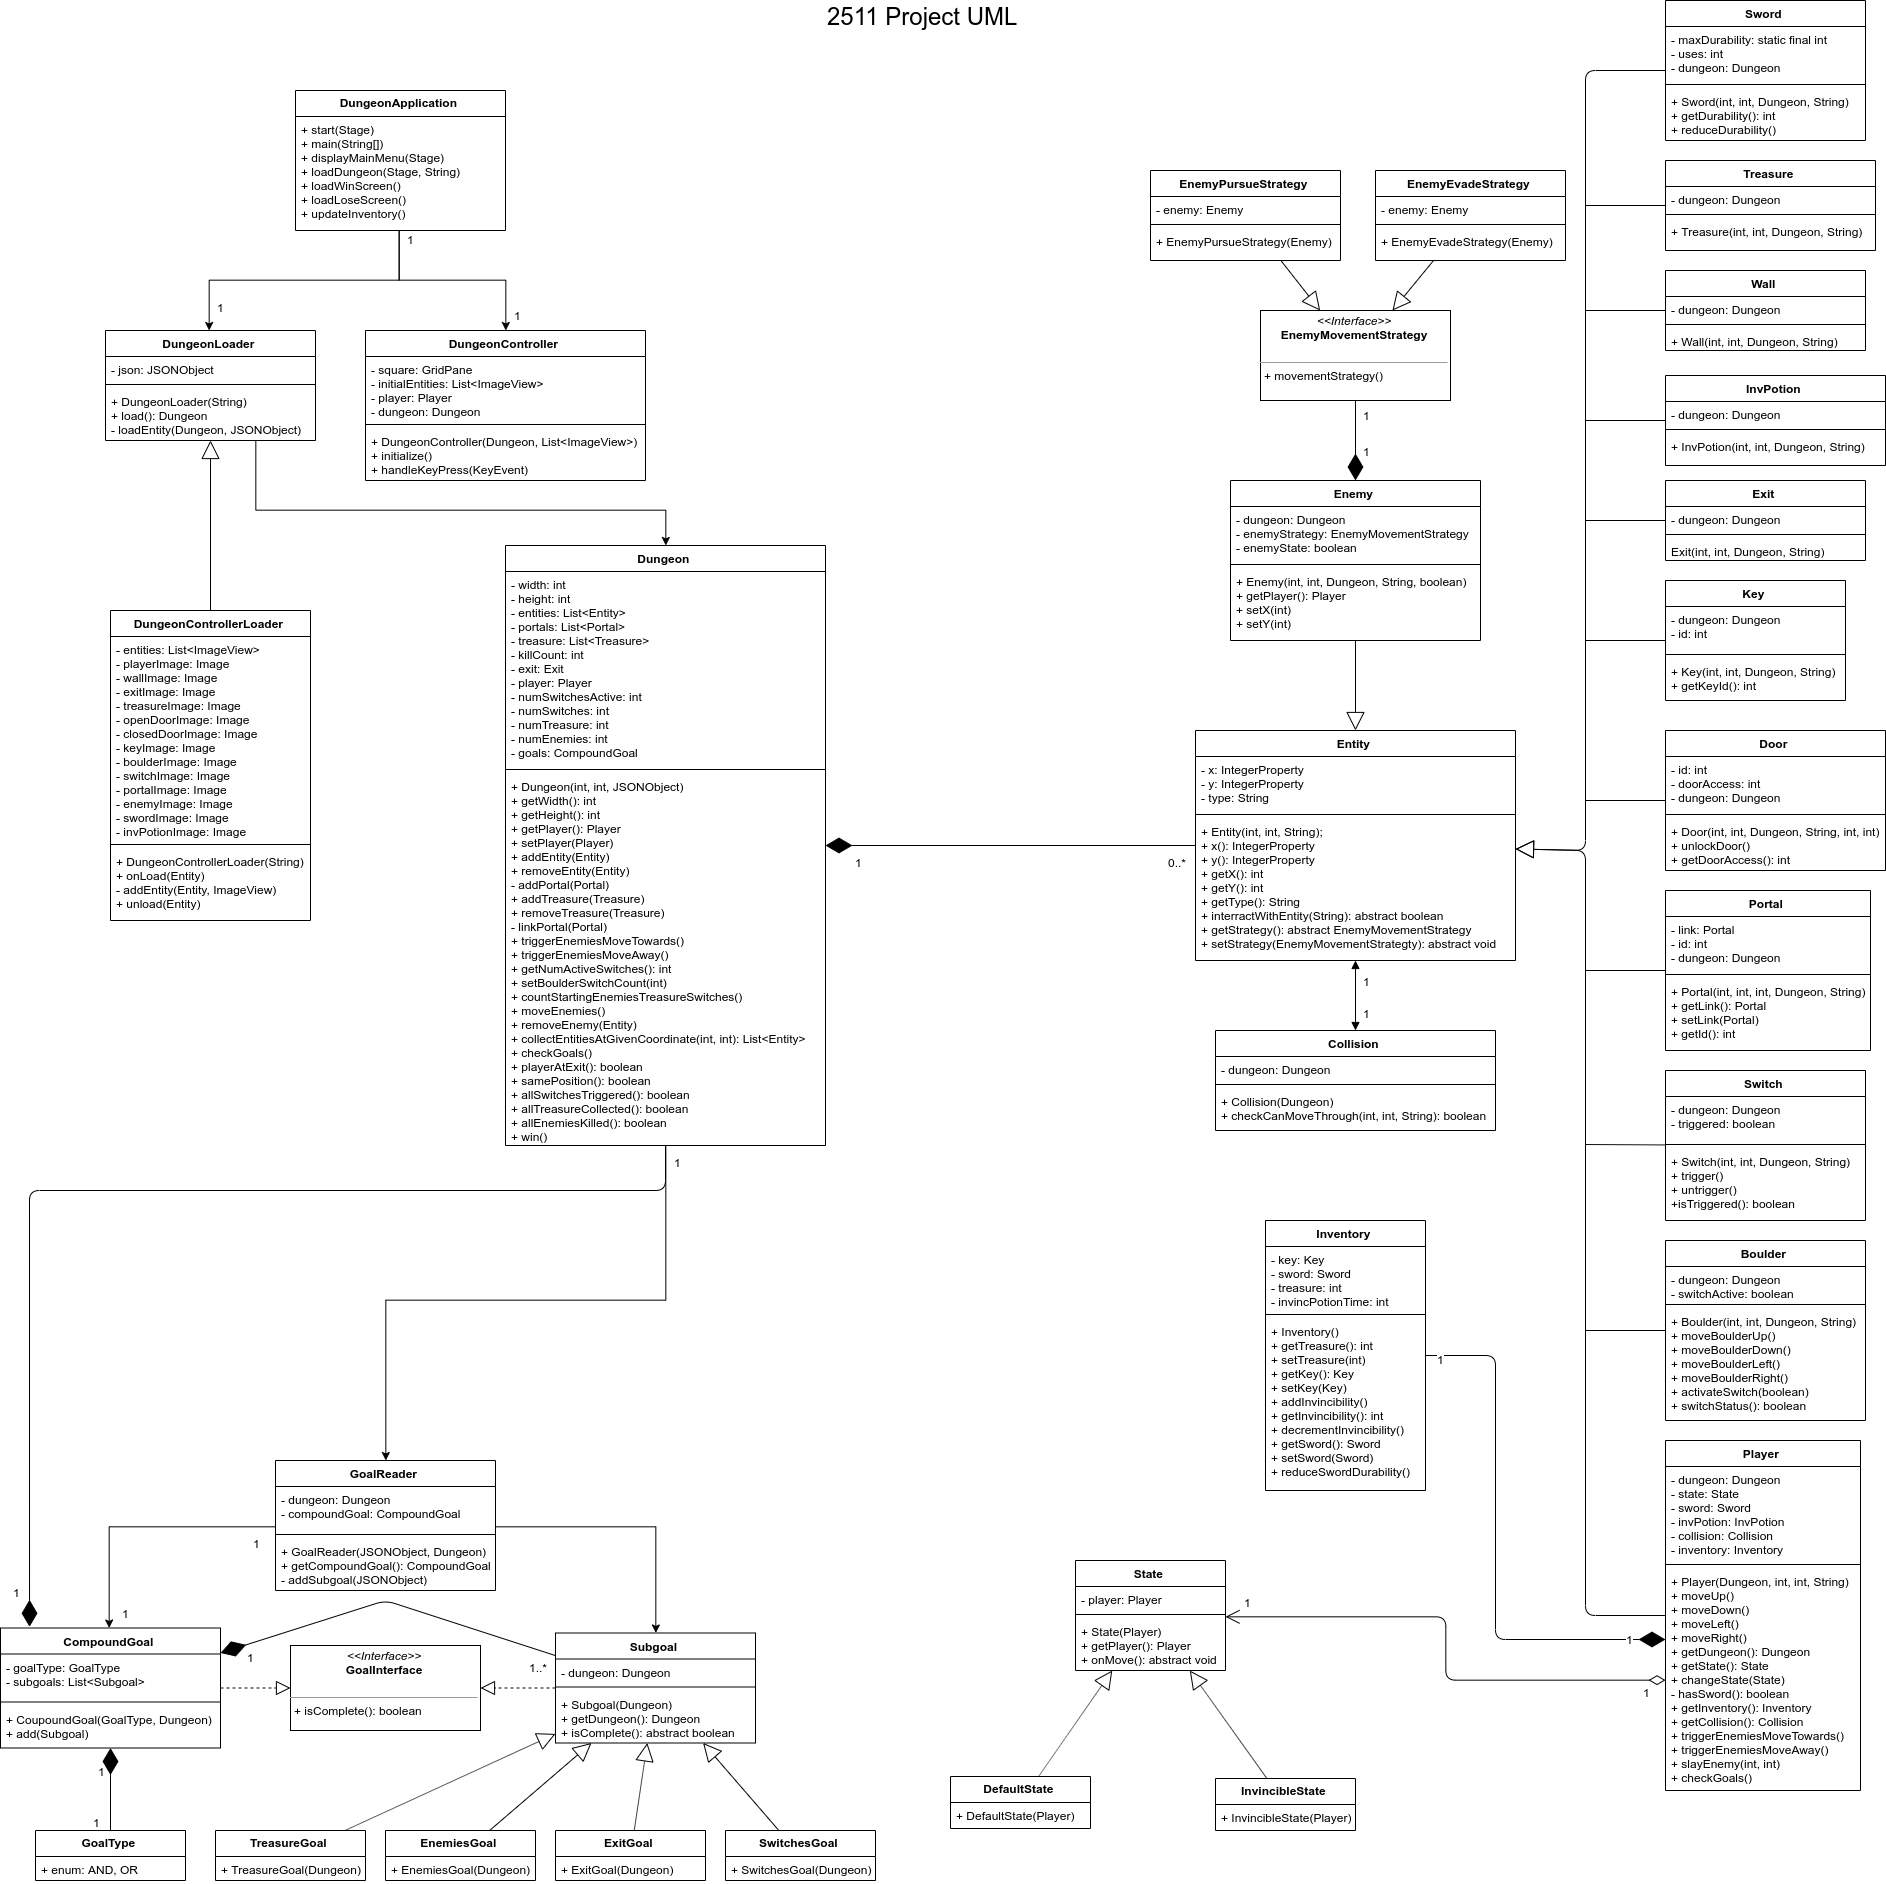 2511 Project UML
DungeonApplication
+ start(Stage)
+ main(String[])
+ displayMainMenu(Stage)
+ loadDungeon(Stage, String)
+ loadWinScreen()
+ loadLoseScreen()
+ updateInventory()
1
1
1
DungeonLoader
- json: JSONObject
+ DungeonLoader(String)
+ load(): Dungeon
- loadEntity(Dungeon, JSONObject)
DungeonController
- square: GridPane
- initialEntities: List<ImageView>
- player: Player
- dungeon: Dungeon
+ DungeonController(Dungeon, List<ImageView>)
+ initialize()
+ handleKeyPress(KeyEvent)
DungeonControllerLoader
- entities: List<ImageView>
- playerImage: Image
- wallImage: Image
- exitImage: Image
- treasureImage: Image
- openDoorImage: Image
- closedDoorImage: Image
- keyImage: Image
- boulderImage: Image
- switchImage: Image
- portalImage: Image
- enemyImage: Image
- swordImage: Image
- invPotionImage: Image
+ DungeonControllerLoader(String)
+ onLoad(Entity)
- addEntity(Entity, ImageView)
+ unload(Entity)
Dungeon
- width: int
- height: int
- entities: List<Entity>
- portals: List<Portal>
- treasure: List<Treasure>
- killCount: int
- exit: Exit
- player: Player
- numSwitchesActive: int
- numSwitches: int
- numTreasure: int
- numEnemies: int
- goals: CompoundGoal
+ Dungeon(int, int, JSONObject)
+ getWidth(): int
+ getHeight(): int
+ getPlayer(): Player
+ setPlayer(Player)
+ addEntity(Entity)
+ removeEntity(Entity)
- addPortal(Portal)
+ addTreasure(Treasure)
+ removeTreasure(Treasure)
- linkPortal(Portal)
+ triggerEnemiesMoveTowards()
+ triggerEnemiesMoveAway()
+ getNumActiveSwitches(): int
+ setBoulderSwitchCount(int)
+ countStartingEnemiesTreasureSwitches()
+ moveEnemies()
+ removeEnemy(Entity)
+ collectEntitiesAtGivenCoordinate(int, int): List<Entity>
+ checkGoals()
+ playerAtExit(): boolean
+ samePosition(): boolean
+ allSwitchesTriggered(): boolean
+ allTreasureCollected(): boolean
+ allEnemiesKilled(): boolean
+ win()
1
1
0..*
EnemyPursueStrategy
- enemy: Enemy
+ EnemyPursueStrategy(Enemy)
EnemyEvadeStrategy
- enemy: Enemy
+ EnemyEvadeStrategy(Enemy)
<<Interface>>
EnemyMovementStrategy
+ movementStrategy()
1
1
Enemy
- dungeon: Dungeon
- enemyStrategy: EnemyMovementStrategy
- enemyState: boolean
+ Enemy(int, int, Dungeon, String, boolean)
+ getPlayer(): Player
+ setX(int)
+ setY(int)
Entity
- x: IntegerProperty
- y: IntegerProperty
- type: String
+ Entity(int, int, String);
+ x(): IntegerProperty
+ y(): IntegerProperty
+ getX(): int
+ getY(): int
+ getType(): String
+ interractWithEntity(String): abstract boolean
+ getStrategy(): abstract EnemyMovementStrategy
+ setStrategy(EnemyMovementStrategty): abstract void
1
1
Collision
- dungeon: Dungeon
+ Collision(Dungeon)
+ checkCanMoveThrough(int, int, String): boolean
Inventory
- key: Key
- sword: Sword
- treasure: int
- invincPotionTime: int
+ Inventory()
+ getTreasure(): int
+ setTreasure(int)
+ getKey(): Key
+ setKey(Key)
+ addInvincibility()
+ getInvincibility(): int
+ decrementInvincibility()
+ getSword(): Sword
+ setSword(Sword)
+ reduceSwordDurability()
1
Sword
- maxDurability: static final int
- uses: int
- dungeon: Dungeon
+ Sword(int, int, Dungeon, String)
+ getDurability(): int
+ reduceDurability()
Treasure
- dungeon: Dungeon
+ Treasure(int, int, Dungeon, String)
Wall
- dungeon: Dungeon
+ Wall(int, int, Dungeon, String)
InvPotion
- dungeon: Dungeon
+ InvPotion(int, int, Dungeon, String)
Exit
- dungeon: Dungeon
Exit(int, int, Dungeon, String)
Key
- dungeon: Dungeon
- id: int
+ Key(int, int, Dungeon, String)
+ getKeyId(): int
Door
- id: int
- doorAccess: int
- dungeon: Dungeon
+ Door(int, int, Dungeon, String, int, int)
+ unlockDoor()
+ getDoorAccess(): int
Portal
- link: Portal
- id: int
- dungeon: Dungeon
+ Portal(int, int, int, Dungeon, String)
+ getLink(): Portal
+ setLink(Portal)
+ getId(): int
Switch
- dungeon: Dungeon
- triggered: boolean
+ Switch(int, int, Dungeon, String)
+ trigger()
+ untrigger()
+isTriggered(): boolean
Boulder
- dungeon: Dungeon
- switchActive: boolean
+ Boulder(int, int, Dungeon, String)
+ moveBoulderUp()
+ moveBoulderDown()
+ moveBoulderLeft()
+ moveBoulderRight()
+ activateSwitch(boolean)
+ switchStatus(): boolean
Player
- dungeon: Dungeon
- state: State
- sword: Sword
- invPotion: InvPotion
- collision: Collision
- inventory: Inventory
+ Player(Dungeon, int, int, String)
+ moveUp()
+ moveDown()
+ moveLeft()
+ moveRight()
+ getDungeon(): Dungeon
+ getState(): State
+ changeState(State)
- hasSword(): boolean
+ getInventory(): Inventory
+ getCollision(): Collision
+ triggerEnemiesMoveTowards()
+ triggerEnemiesMoveAway()
+ slayEnemy(int, int)
+ checkGoals()
1
1
1
State
- player: Player
+ State(Player)
+ getPlayer(): Player
+ onMove(): abstract void
DefaultState
+ DefaultState(Player)
InvincibleState
+ InvincibleState(Player)
GoalReader
- dungeon: Dungeon
- compoundGoal: CompoundGoal
+ GoalReader(JSONObject, Dungeon)
+ getCompoundGoal(): CompoundGoal
- addSubgoal(JSONObject)
1
1
1
CompoundGoal
- goalType: GoalType
- subgoals: List<Subgoal>
+ CoupoundGoal(GoalType, Dungeon)
+ add(Subgoal)
1
<<Interface>>
GoalInterface
+ isComplete(): boolean
1..*
Subgoal
- dungeon: Dungeon
+ Subgoal(Dungeon)
+ getDungeon(): Dungeon
+ isComplete(): abstract boolean
1
1
GoalType
+ enum: AND, OR
TreasureGoal
+ TreasureGoal(Dungeon)
EnemiesGoal
+ EnemiesGoal(Dungeon)
ExitGoal
+ ExitGoal(Dungeon)
SwitchesGoal
+ SwitchesGoal(Dungeon)